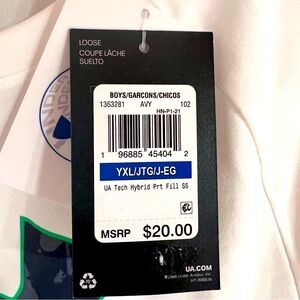 LOOSE
COUPE LÂCHE
SUELTO
BOYS/GARCONS/CHICOS
1363281 AVY 102
HN-P1-21
1 96885 45404 2
YXL/JTG/J-EG
UA Tech Hybrid Prt Fill SS
MSRP $20.00
UA.COM